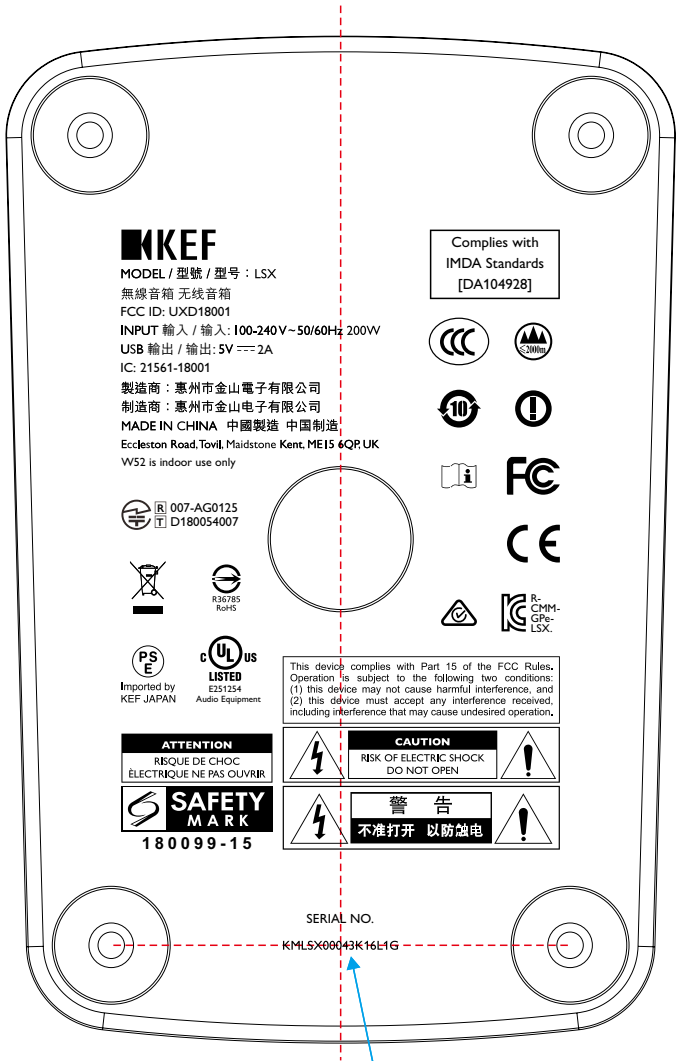 KEF
MODEL / 型號 / 型号：LSX
無線音箱 无线音箱
FCC ID: UXD18001
INPUT 輸入 / 输入: 100-240V~50/60Hz 200W
USB 輸出 / 输出: 5V ⎓ 2A
IC: 21561-18001
製造商：惠州市金山電子有限公司
制造商：惠州市金山电子有限公司
MADE IN CHINA 中國製造 中国制造
Eccleston Road, Tovil, Maidstone Kent, ME15 6QP, UK
W52 is indoor use only
R 007-AG0125
T D180054007
R36785
RoHS
PS
E
Imported by
KEF JAPAN
C UL US
LISTED
E251254
Audio Equipment
Complies with
IMDA Standards
[DA104928]
CCC
≤2000m
10
!
i
FC
CE
R-
CMM-
GPe-
LSX.
This device complies with Part 15 of the FCC Rules.
Operation is subject to the following two conditions:
(1) this device may not cause harmful interference, and
(2) this device must accept any interference received,
including interference that may cause undesired operation.
ATTENTION
RISQUE DE CHOC
ÈLECTRIQUE NE PAS OUVRIR
CAUTION
RISK OF ELECTRIC SHOCK
DO NOT OPEN
!
SAFETY
MARK
180099-15
警 告
不准打开 以防触电
!
SERIAL NO.
KMLSX00043K16L1G